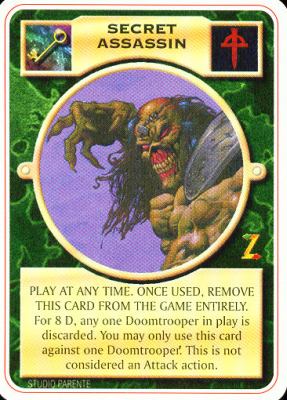 SECRET
ASSASSIN
PLAY AT ANY TIME. ONCE USED, REMOVE
THIS CARD FROM THE GAME ENTIRELY.
For 8 D, any one Doomtrooper in play is
discarded. You may only use this card
against one Doomtrooper. This is not
considered an Attack action.
STUDIO PARENTE